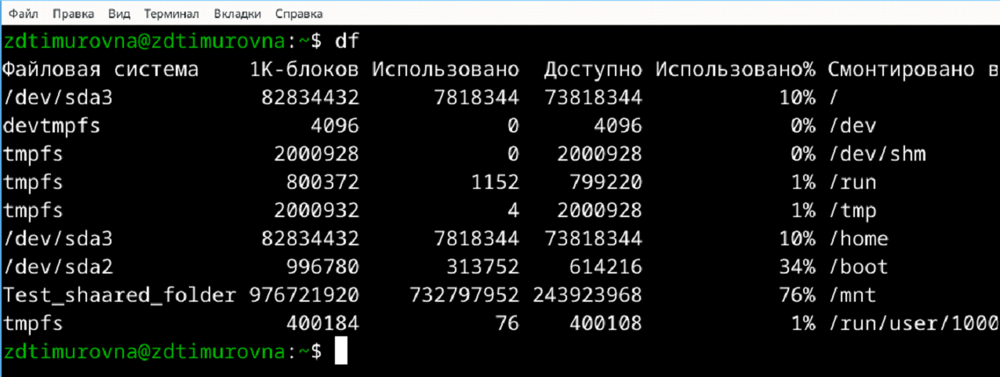 Файл Правка Вид Терминал Вкладки Справка
zdtimurovna@zdtimurovna:~$ df
Файловая система 1K-блоков Использовано Доступно Использовано% Смонтировано в
/dev/sda3 82834432 7818344 73818344 10% /
devtmpfs 4096 0 4096 0% /dev
tmpfs 2000928 0 2000928 0% /dev/shm
tmpfs 800372 1152 799220 1% /run
tmpfs 2000932 4 2000928 1% /tmp
/dev/sda3 82834432 7818344 73818344 10% /home
/dev/sda2 996780 313752 614216 34% /boot
Test_shaared_folder 976721920 732797952 243923968 76% /mnt
tmpfs 400184 76 400108 1% /run/user/1000
zdtimurovna@zdtimurovna:~$